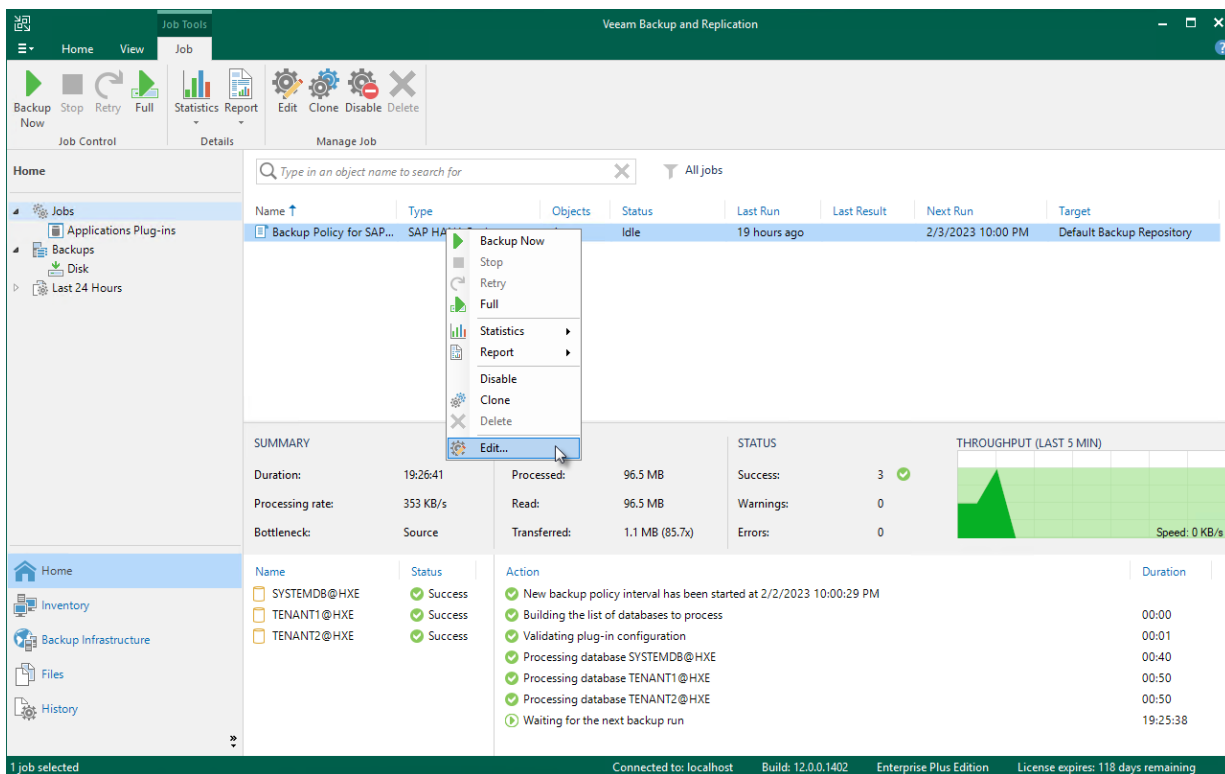 Job Tools
Veeam Backup and Replication
Home View Job
Backup Now Stop Retry Full Statistics Report Edit Clone Disable Delete
Job Control Details Manage Job
Home
Type in an object name to search for All jobs
Jobs
Applications Plug-ins
Backups
Disk
Last 24 Hours
Name Type Objects Status Last Run Last Result Next Run Target
Backup Policy for SAP... SAP HA Idle 19 hours ago 2/3/2023 10:00 PM Default Backup Repository
Backup Now
Stop
Retry
Full
Statistics
Report
Disable
Clone
Delete
Edit...
SUMMARY STATUS THROUGHPUT (LAST 5 MIN)
Duration: 19:26:41 Processed: 96.5 MB Success: 3
Processing rate: 353 KB/s Read: 96.5 MB Warnings: 0
Bottleneck: Source Transferred: 1.1 MB (85.7x) Errors: 0
Speed: 0 KB/s
Home
Inventory
Backup Infrastructure
Files
History
Name Status
SYSTEMDB@HXE Success
TENANT1@HXE Success
TENANT2@HXE Success
Action Duration
New backup policy interval has been started at 2/2/2023 10:00:29 PM
Building the list of databases to process 00:00
Validating plug-in configuration 00:01
Processing database SYSTEMDB@HXE 00:40
Processing database TENANT1@HXE 00:50
Processing database TENANT2@HXE 00:50
Waiting for the next backup run 19:25:38
1 job selected Connected to: localhost Build: 12.0.0.1402 Enterprise Plus Edition License expires: 118 days remaining